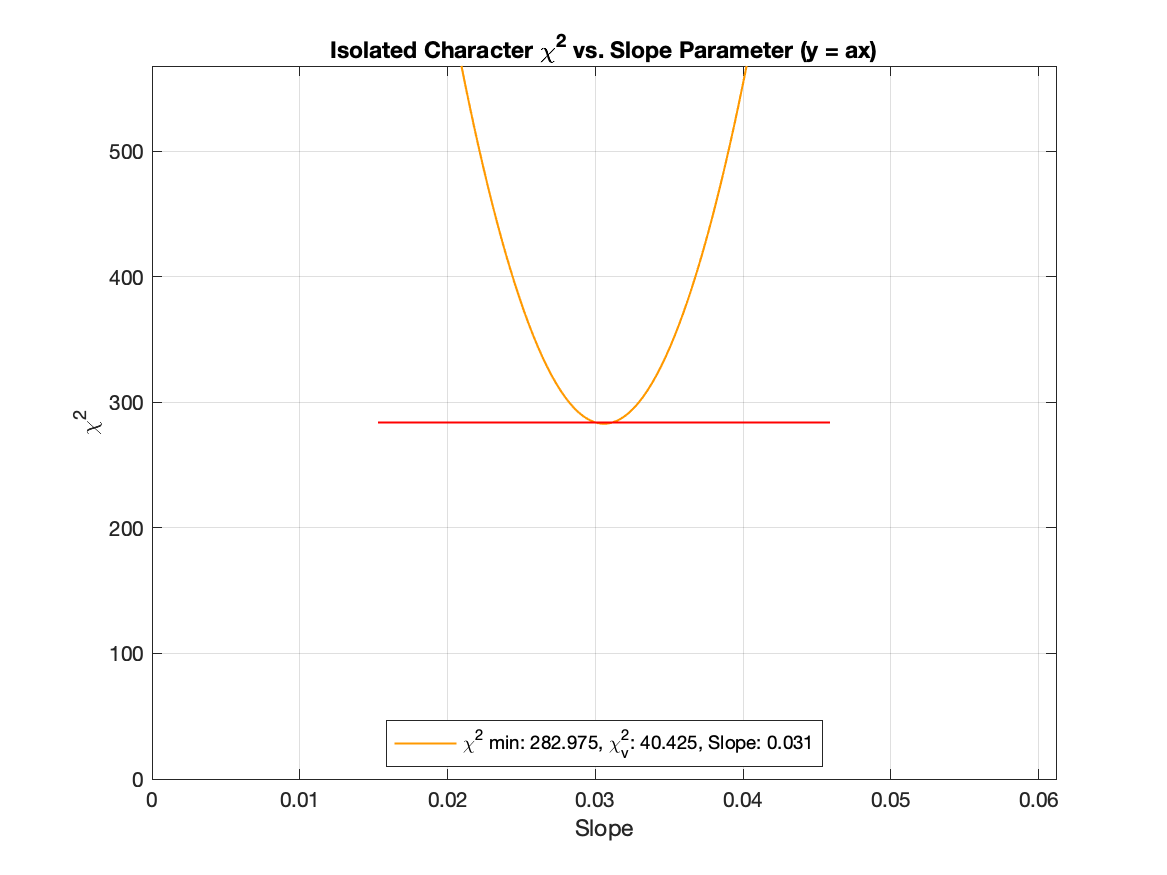 Isolated Character χ² vs. Slope Parameter (y = ax)
χ²
500
400
300
200
100
0
χ² min: 282.975, χ²ᵥ: 40.425, Slope: 0.031
0 0.01 0.02 0.03 0.04 0.05 0.06
Slope